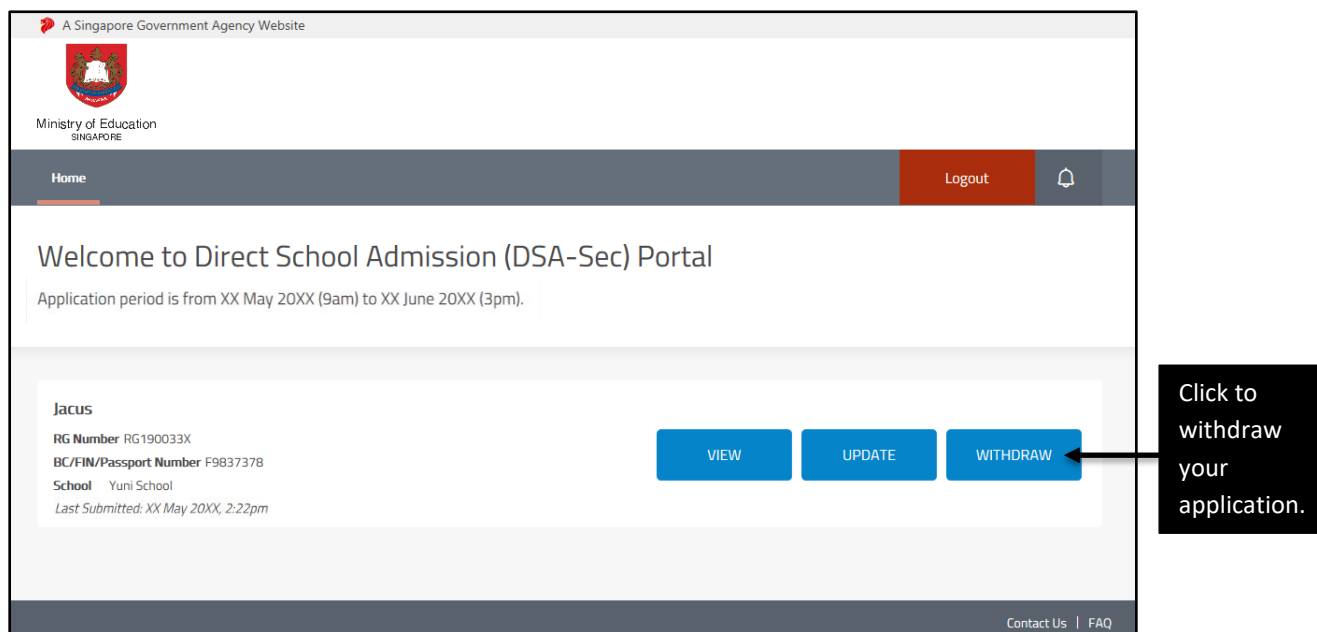 A Singapore Government Agency Website
Ministry of Education
SINGAPORE
Home
Logout
Welcome to Direct School Admission (DSA-Sec) Portal
Application period is from XX May 20XX (9am) to XX June 20XX (3pm).
Jacus
RG Number RG190033X
BC/FIN/Passport Number F9837378
School Yuni School
Last Submitted: XX May 20XX, 2:22pm
VIEW
UPDATE
WITHDRAW
Click to
withdraw
your
application.
Contact Us | FAQ